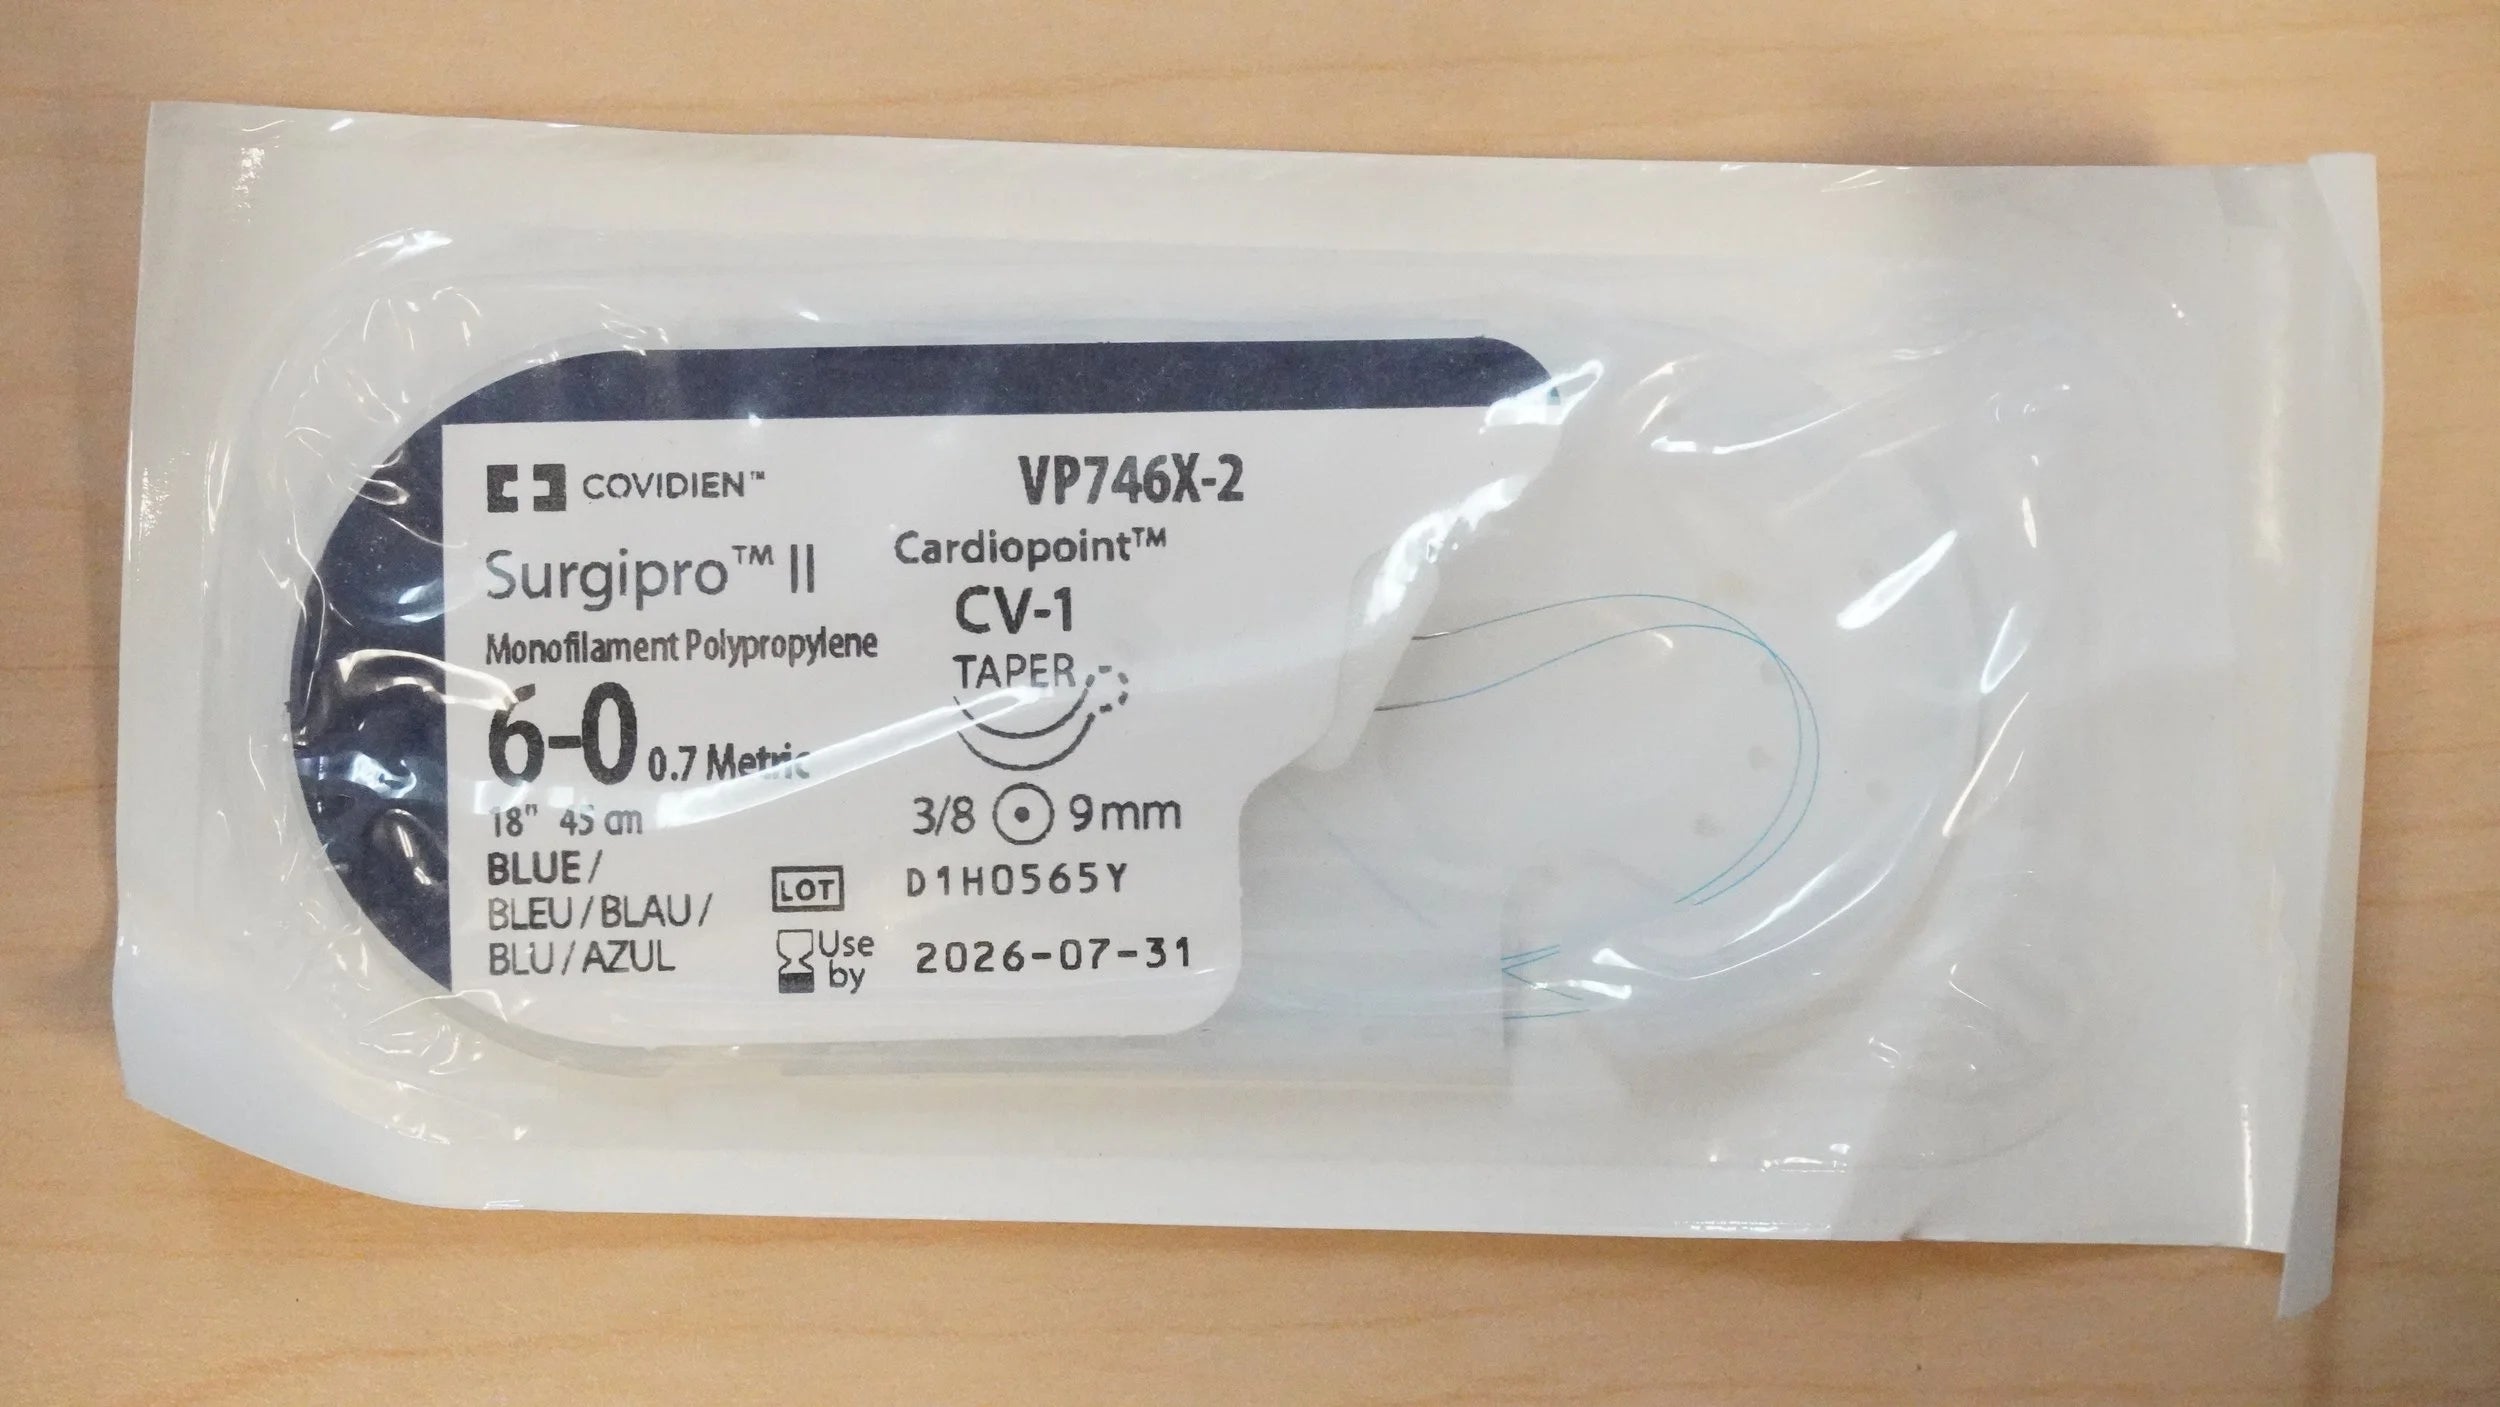 COVIDIEN™
VP746X-2
Surgipro™ II
Cardiopoint™
CV-1
Monofilament Polypropylene
TAPER
6-0 0.7 Metric
18" 45 cm
3/8 9mm
BLUE/
BLEU/BLAU/
BLU/AZUL
LOT D1H0565Y
Use
by 2026-07-31